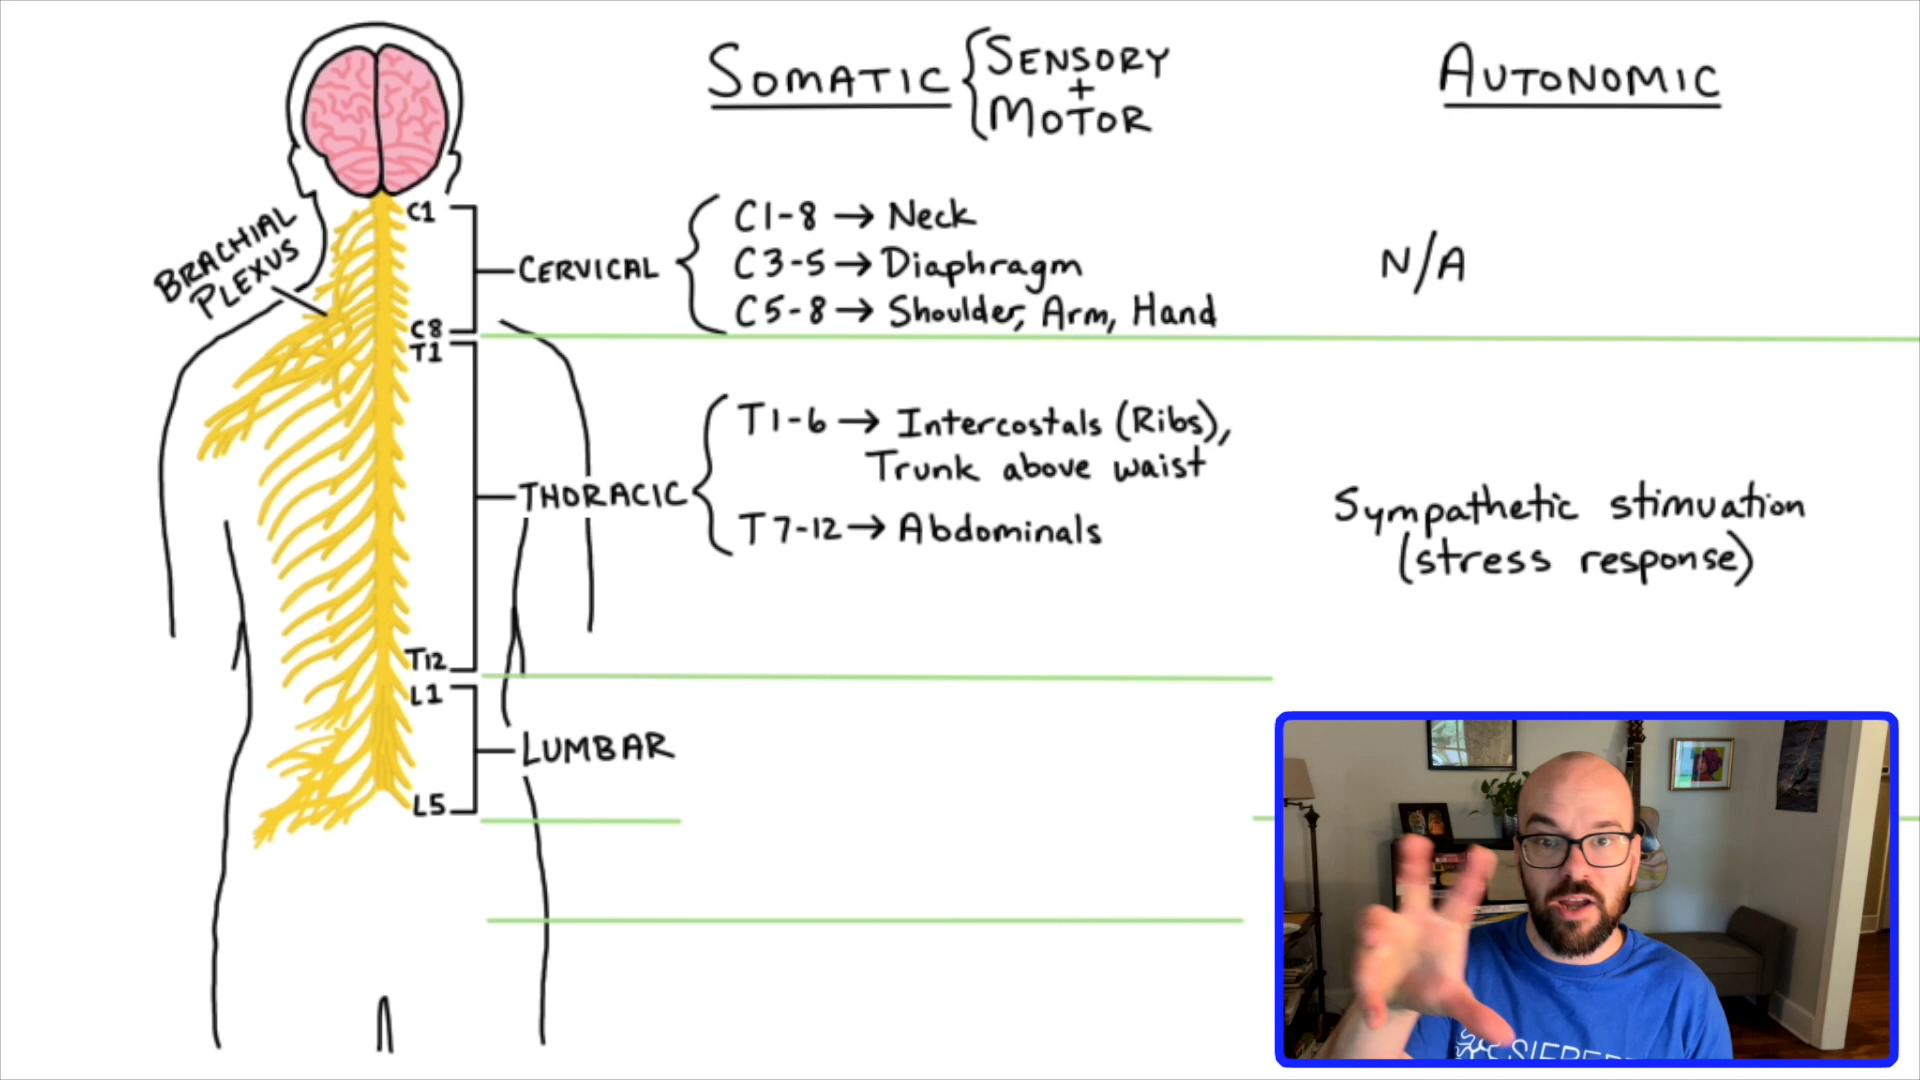 SOMATIC { SENSORY + MOTOR
AUTONOMIC
BRACHIAL
PLEXUS
C1
C8
T1
T12
L1
L5
CERVICAL
C1-8 → Neck
C3-5 → Diaphragm
C5-8 → Shoulder, Arm, Hand
N/A
THORACIC
T1-6 → Intercostals (Ribs),
Trunk above waist
T7-12 → Abdominals
Sympathetic stimuation
(stress response)
LUMBAR